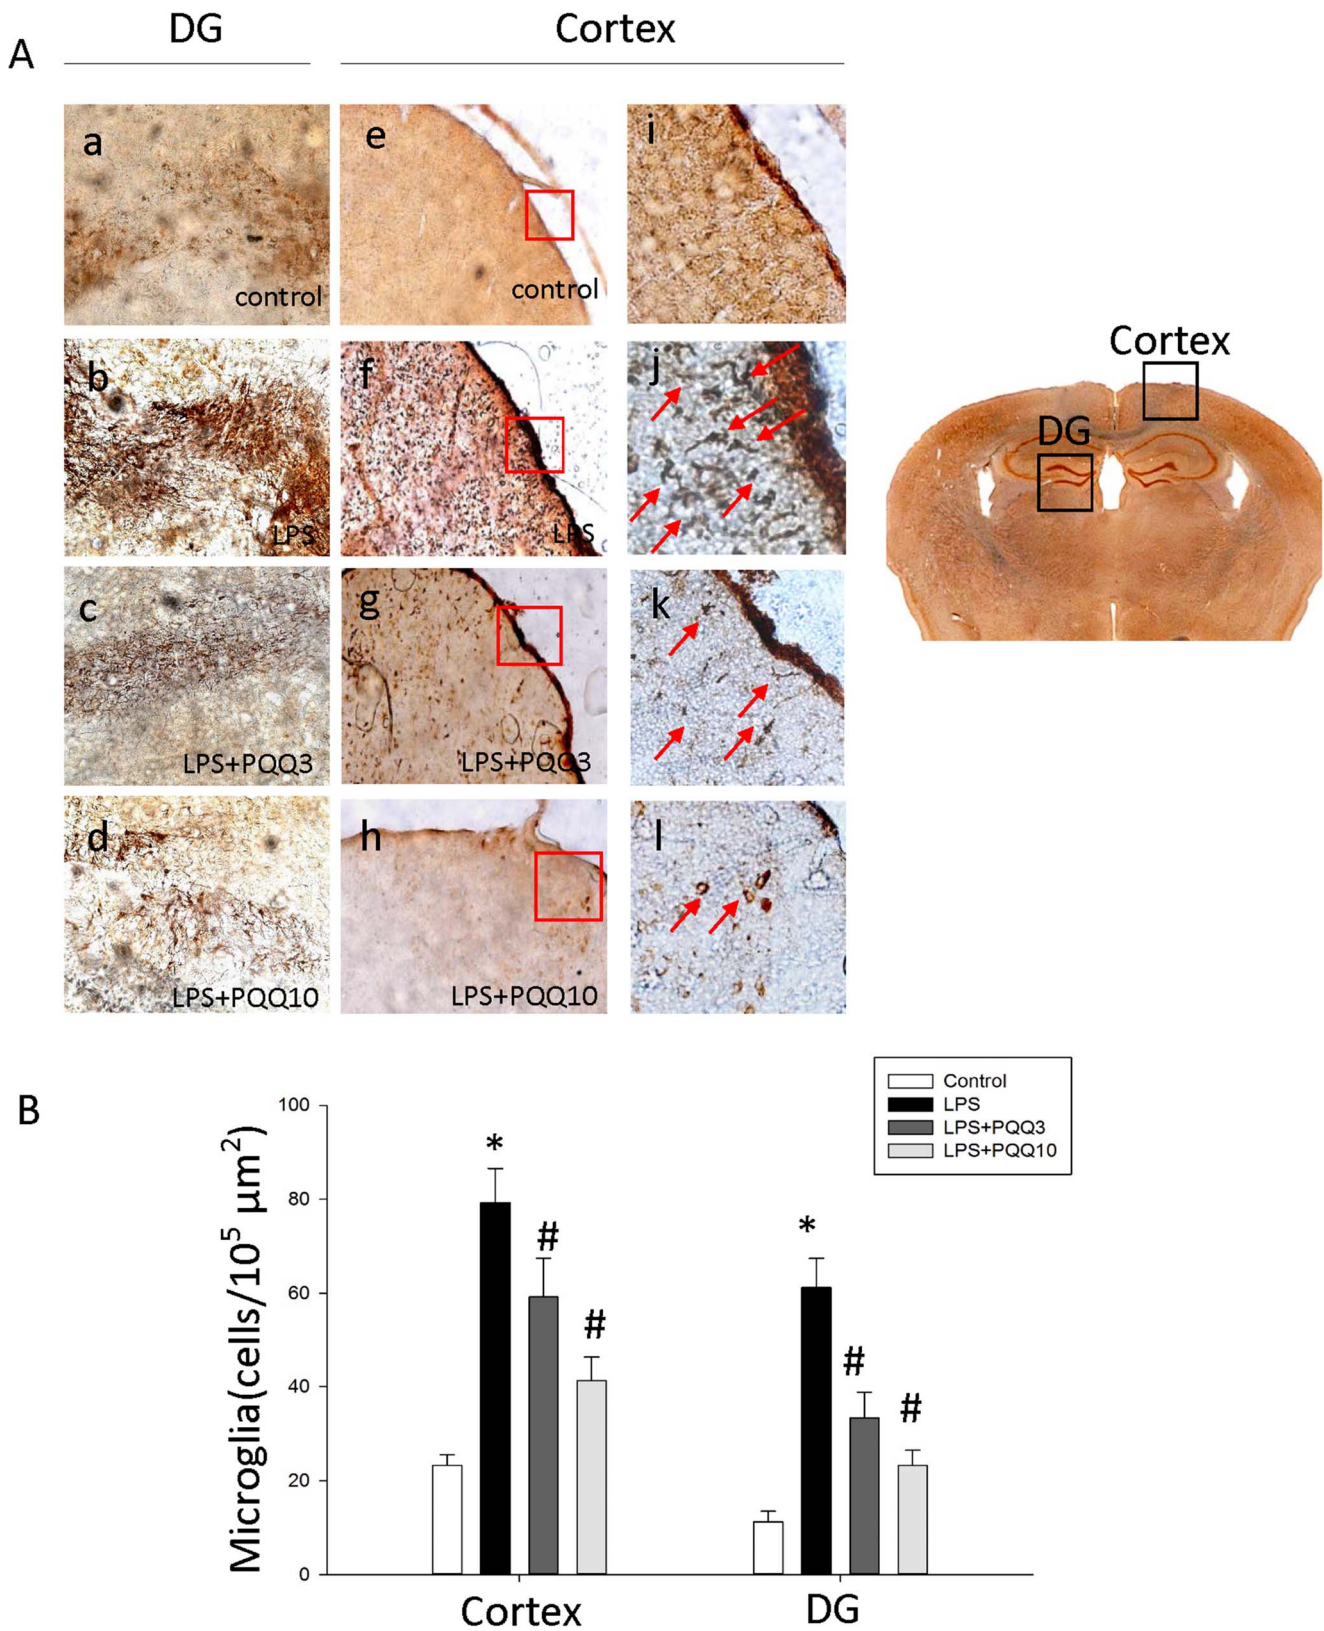 DG
Cortex
A
a
control
e
control
i
b
LPS
f
LPS
j
c
LPS+PQQ3
g
LPS+PQQ3
k
d
LPS+PQQ10
h
LPS+PQQ10
l
Cortex
DG
B
Control
LPS
LPS+PQQ3
LPS+PQQ10
Microglia(cells/10⁵ µm²)
100
80
60
40
20
0
*
#
#
*
#
#
Cortex
DG